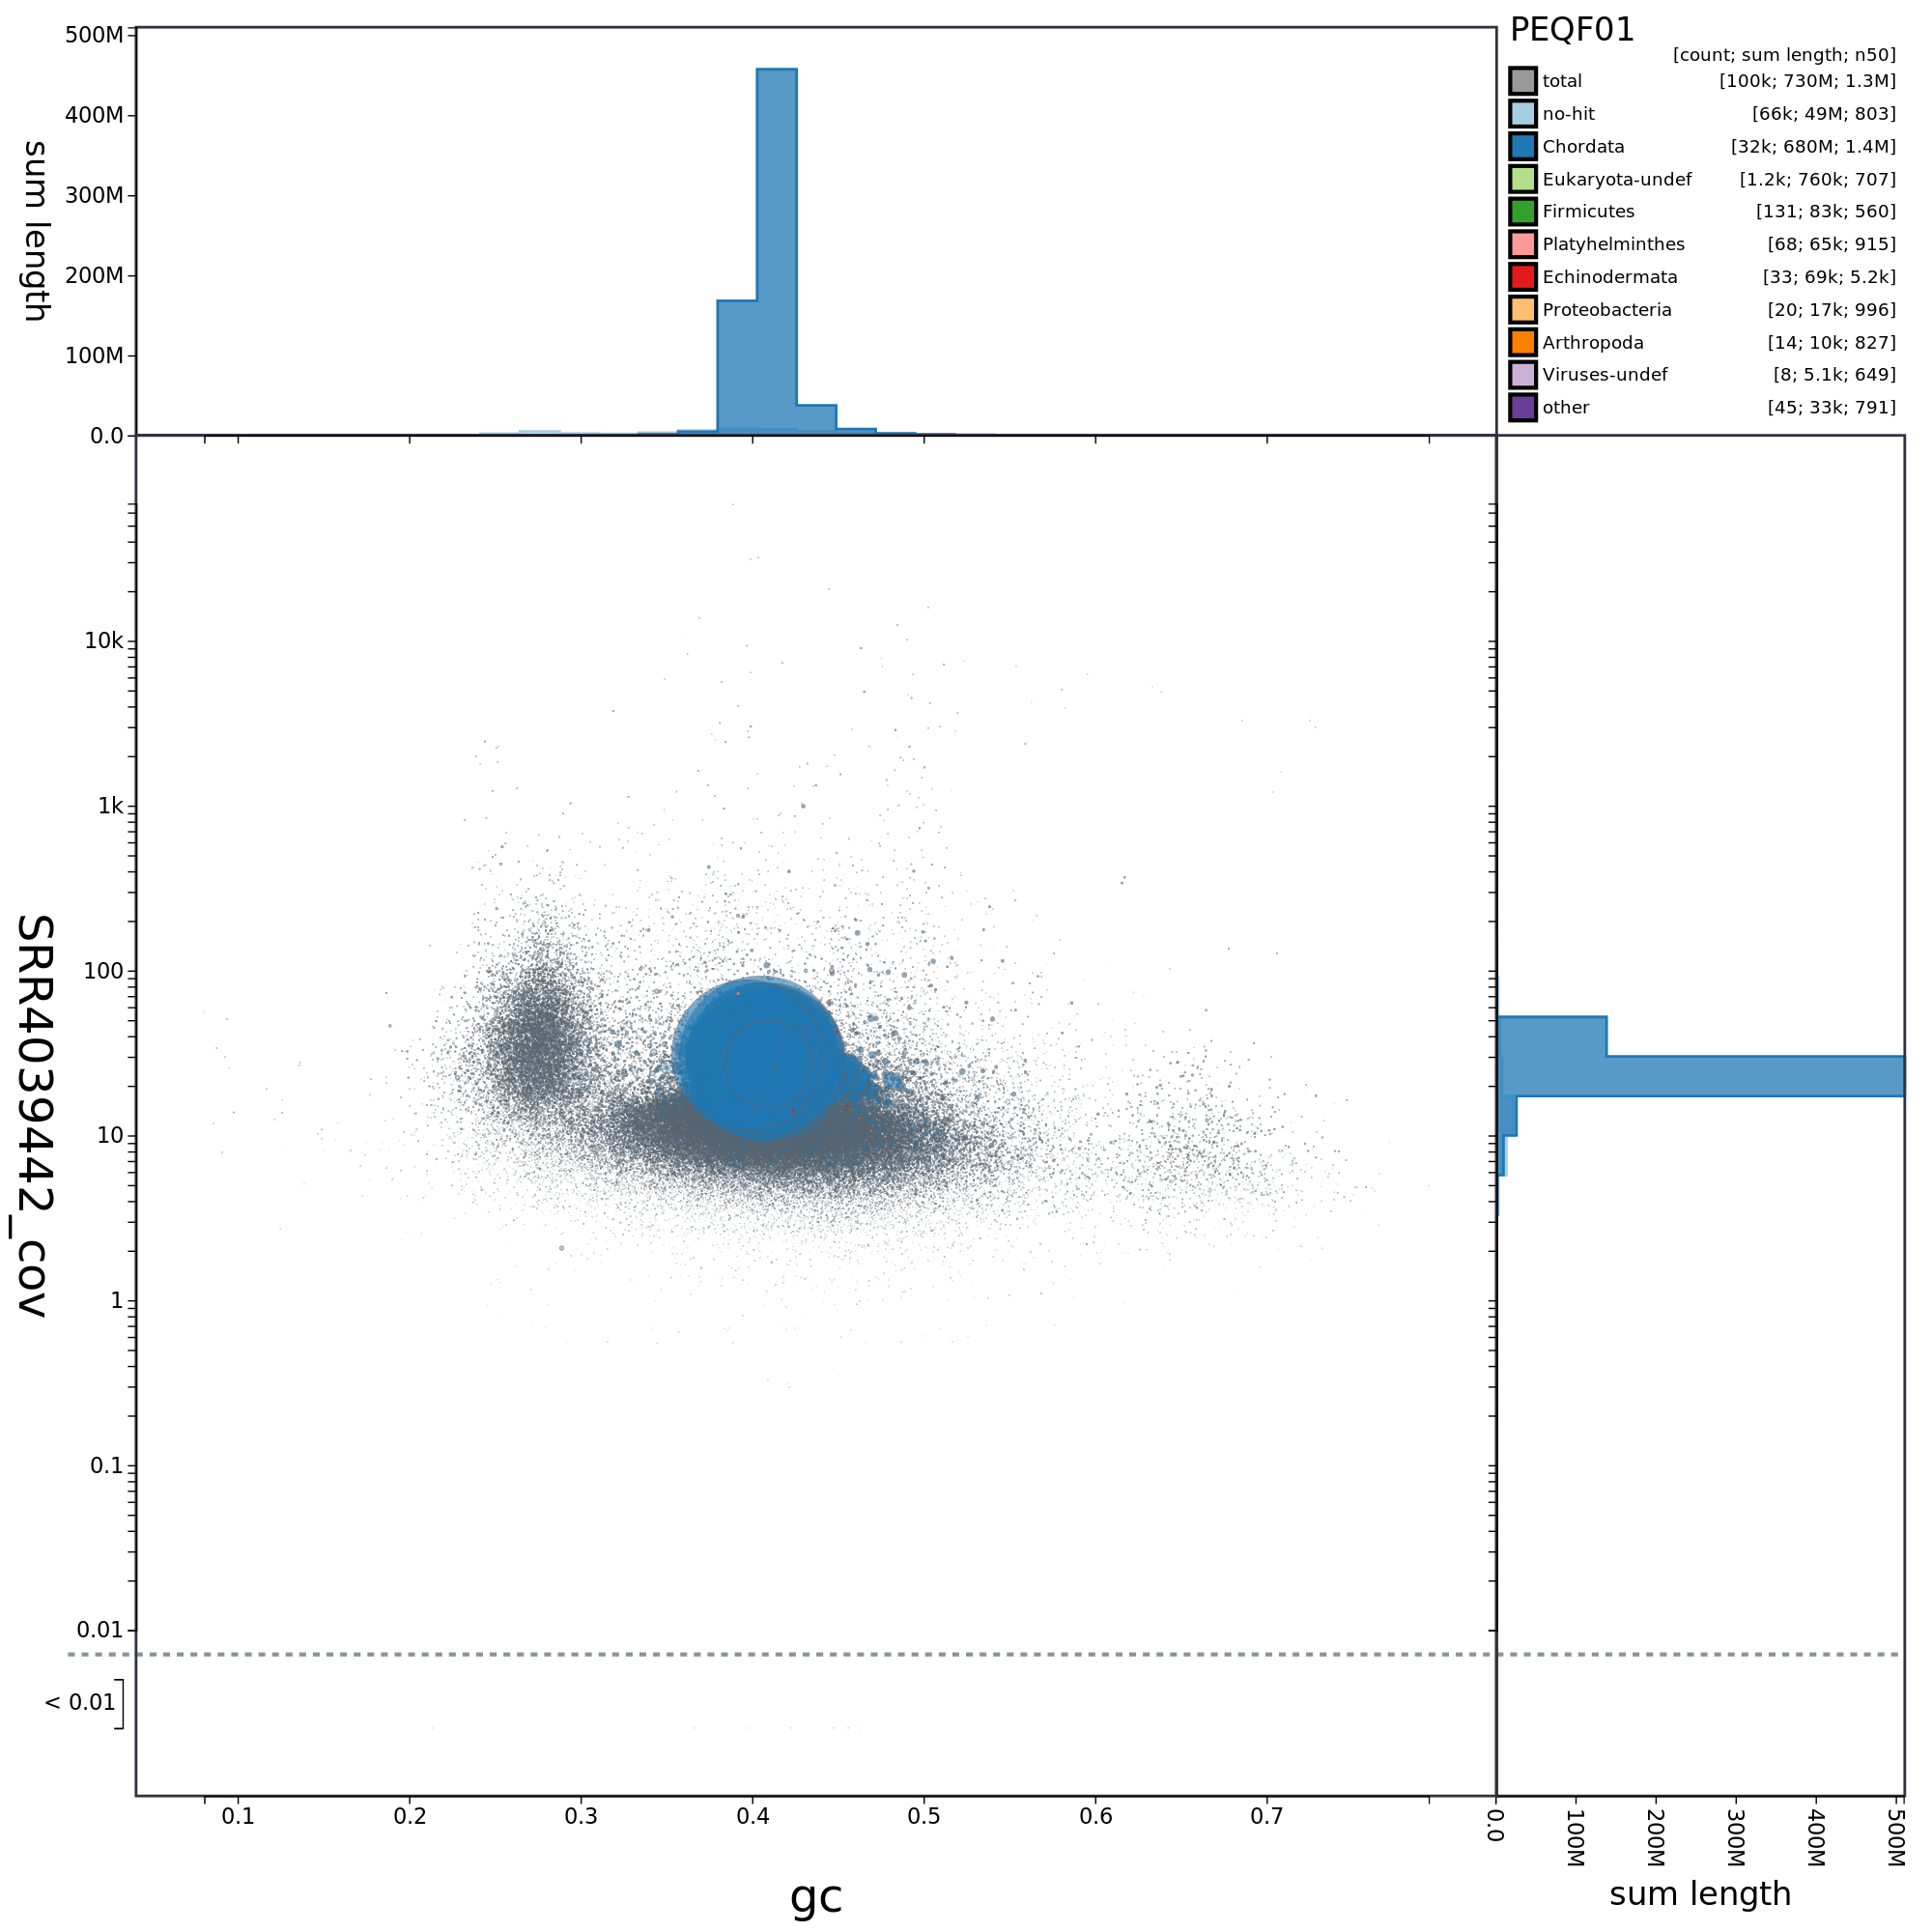 PEQF01
[count; sum length; n50]
total [100k; 730M; 1.3M]
no-hit [66k; 49M; 803]
Chordata [32k; 680M; 1.4M]
Eukaryota-undef [1.2k; 760k; 707]
Firmicutes [131; 83k; 560]
Platyhelminthes [68; 65k; 915]
Echinodermata [33; 69k; 5.2k]
Proteobacteria [20; 17k; 996]
Arthropoda [14; 10k; 827]
Viruses-undef [8; 5.1k; 649]
other [45; 33k; 791]
sum length
500M
400M
300M
200M
100M
0.0
SRR4039442_cov
10k
1k
100
10
1
0.1
0.01
< 0.01
0.1 0.2 0.3 0.4 0.5 0.6 0.7
gc
0.0 100M 200M 300M 400M 500M
sum length